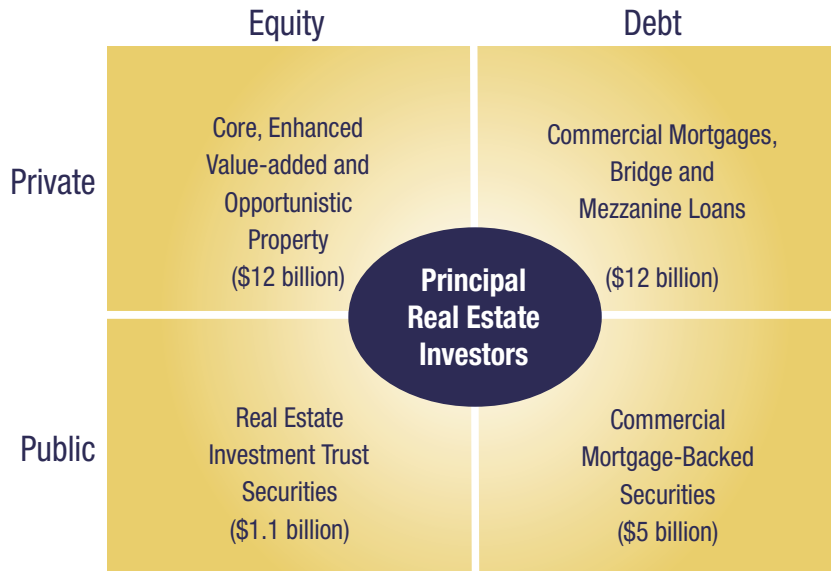 Equity
Debt
Private
Core, Enhanced
Value-added and
Opportunistic
Property
($12 billion)
Commercial Mortgages,
Bridge and
Mezzanine Loans
($12 billion)
Principal
Real Estate
Investors
Public
Real Estate
Investment Trust
Securities
($1.1 billion)
Commercial
Mortgage-Backed
Securities
($5 billion)